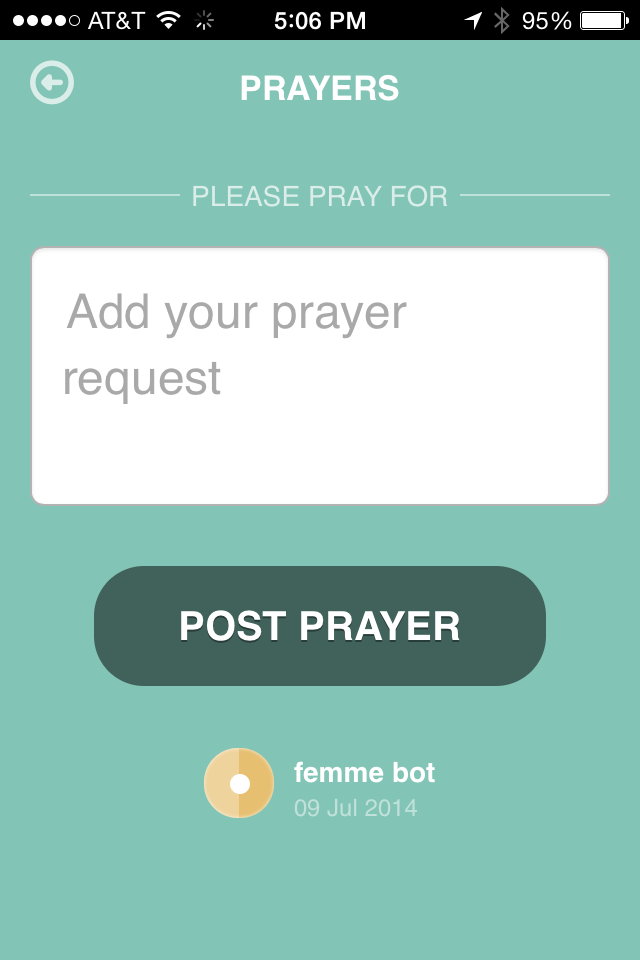 AT&T 5:06 PM 95%
PRAYERS
PLEASE PRAY FOR
Add your prayer
request
POST PRAYER
femme bot
09 Jul 2014